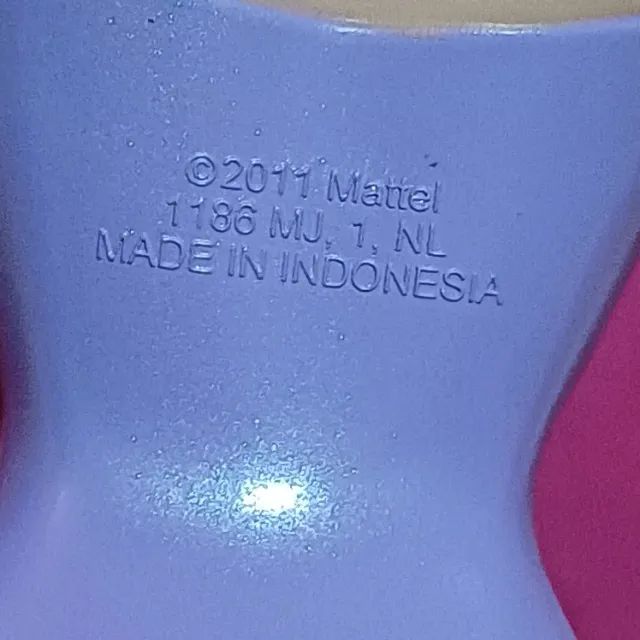 ©2011 Mattel
1186 MJ, 1, NL
MADE IN INDONESIA